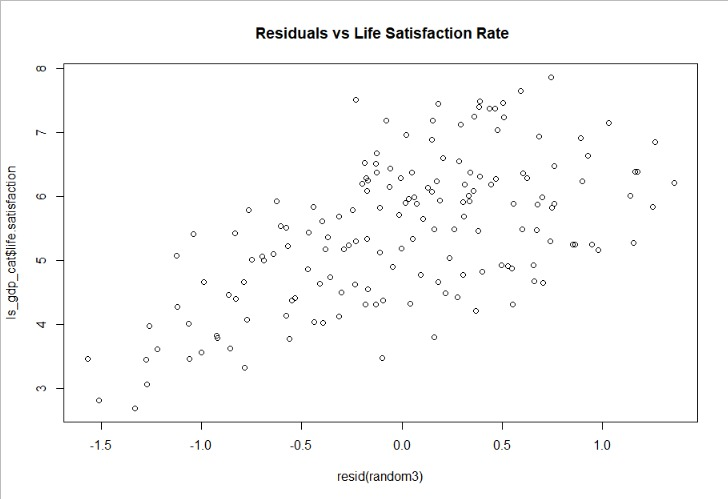 Residuals vs Life Satisfaction Rate
ls_gdp_cat$life.satisfaction
8
7
6
5
4
3
-1.5 -1.0 -0.5 0.0 0.5 1.0
resid(random3)